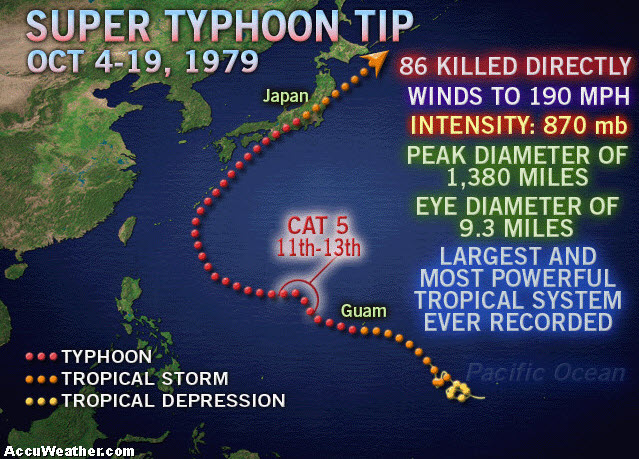 SUPER TYPHOON TIP
OCT 4-19, 1979
86 KILLED DIRECTLY
WINDS TO 190 MPH
INTENSITY: 870 mb
PEAK DIAMETER OF
1,380 MILES
EYE DIAMETER OF
9.3 MILES
LARGEST AND
MOST POWERFUL
TROPICAL SYSTEM
EVER RECORDED
Japan
CAT 5
11th-13th
Guam
Pacific Ocean
TYPHOON
TROPICAL STORM
TROPICAL DEPRESSION
AccuWeather.com